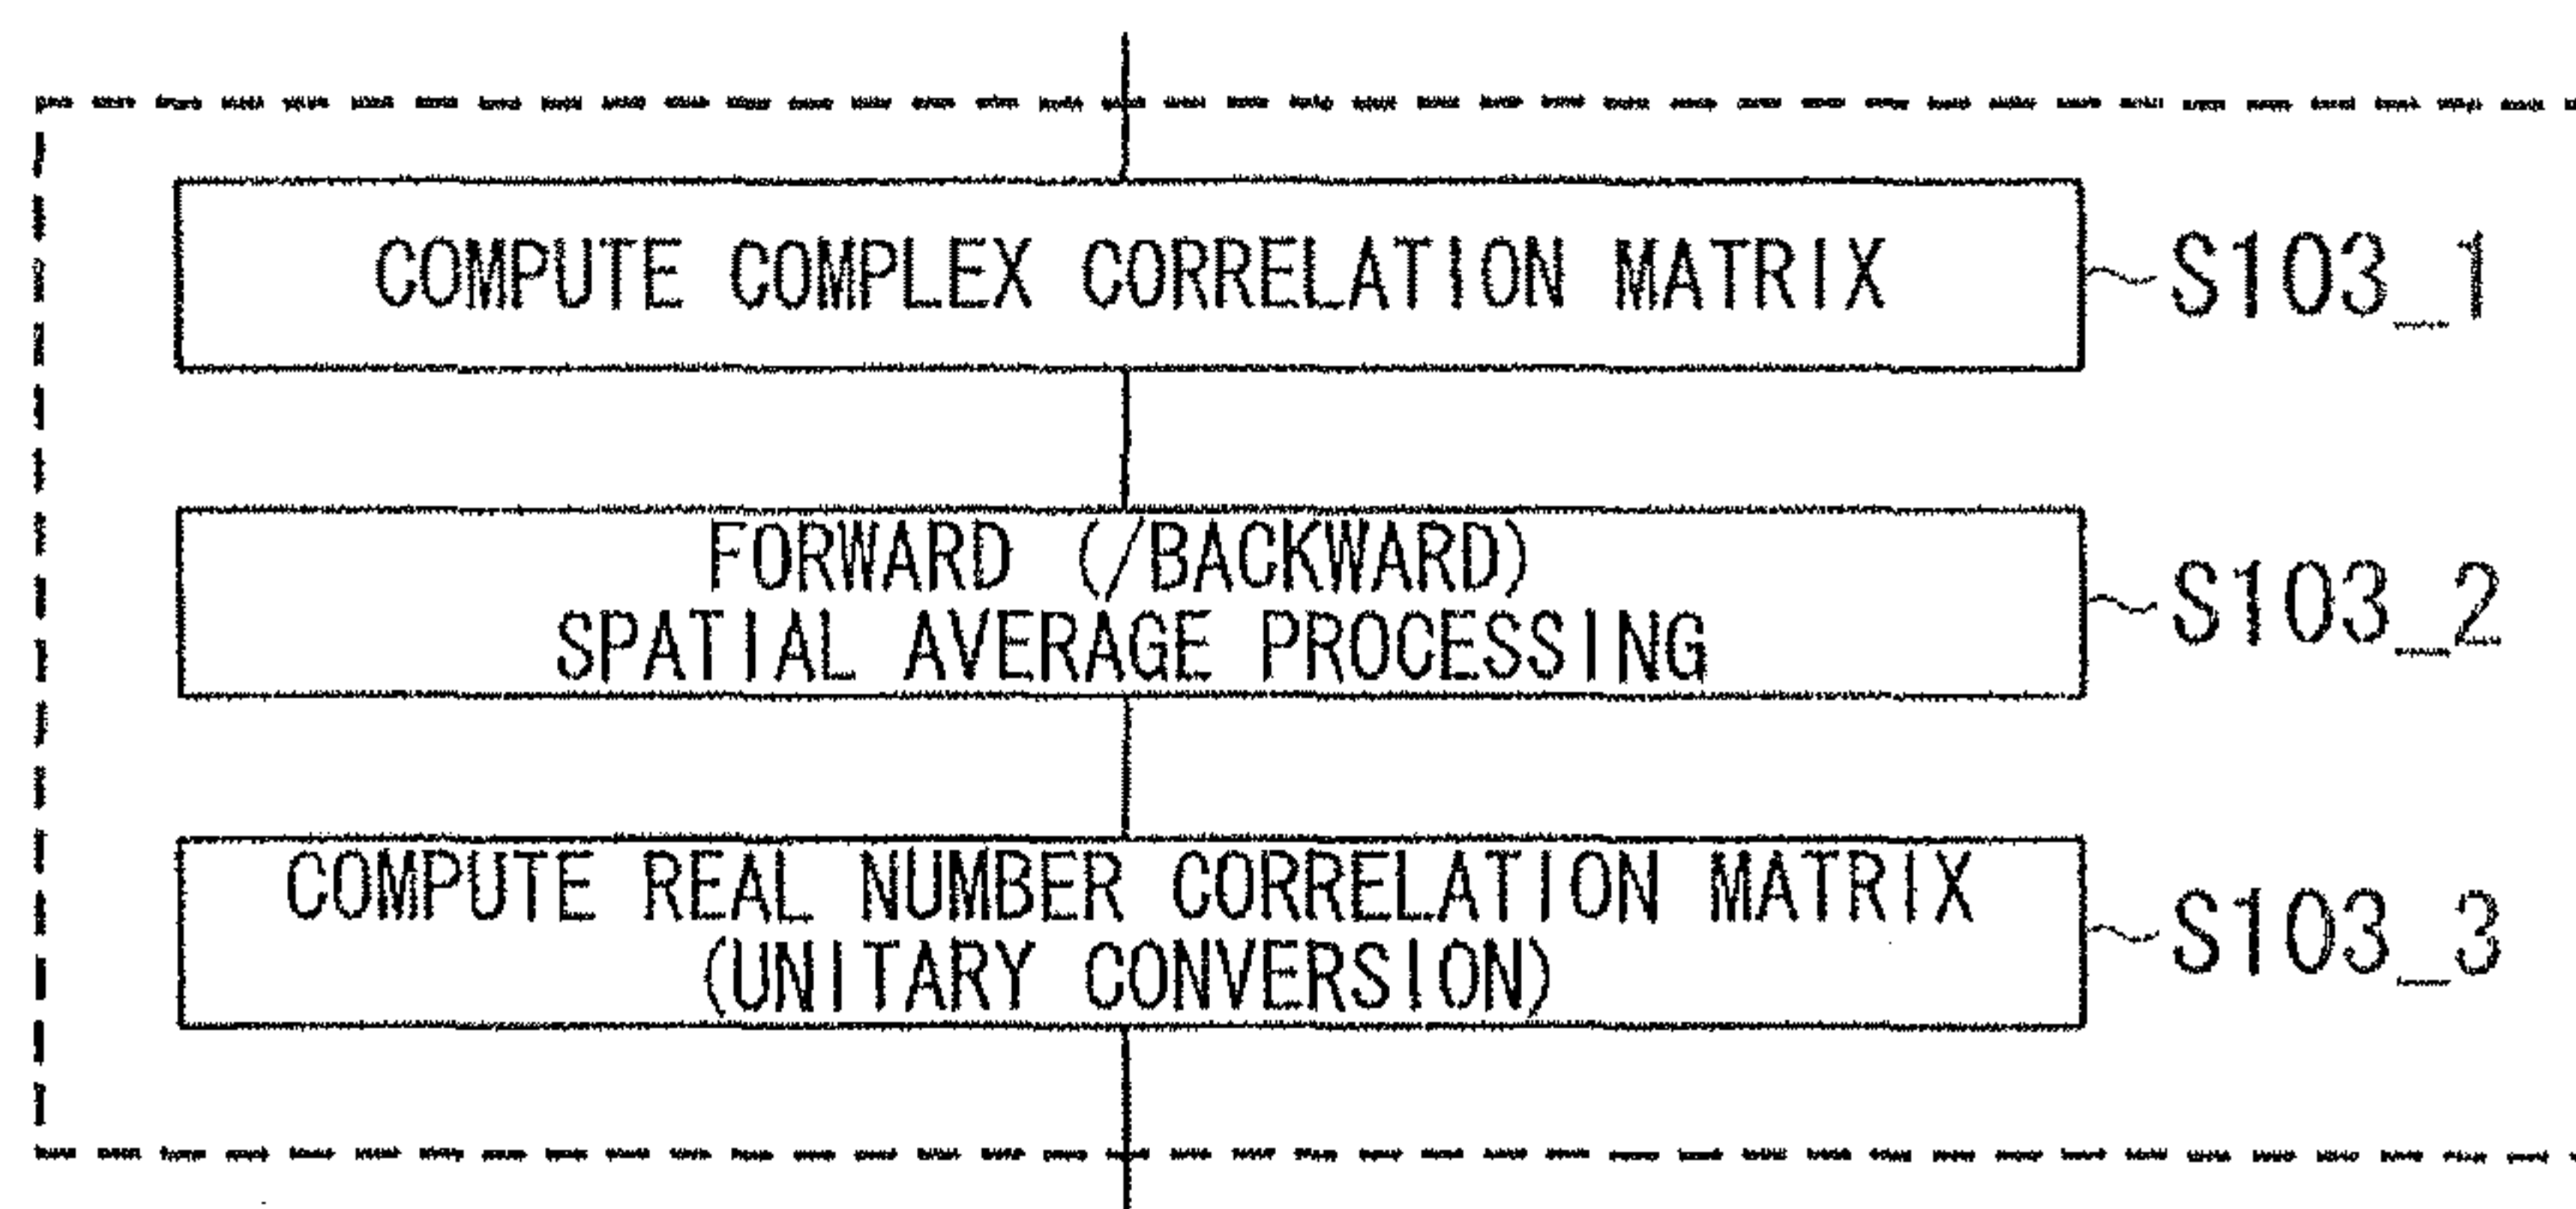 COMPUTE COMPLEX CORRELATION MATRIX
S103_1
FORWARD (/BACKWARD)
SPATIAL AVERAGE PROCESSING
S103_2
COMPUTE REAL NUMBER CORRELATION MATRIX
(UNITARY CONVERSION)
S103_3